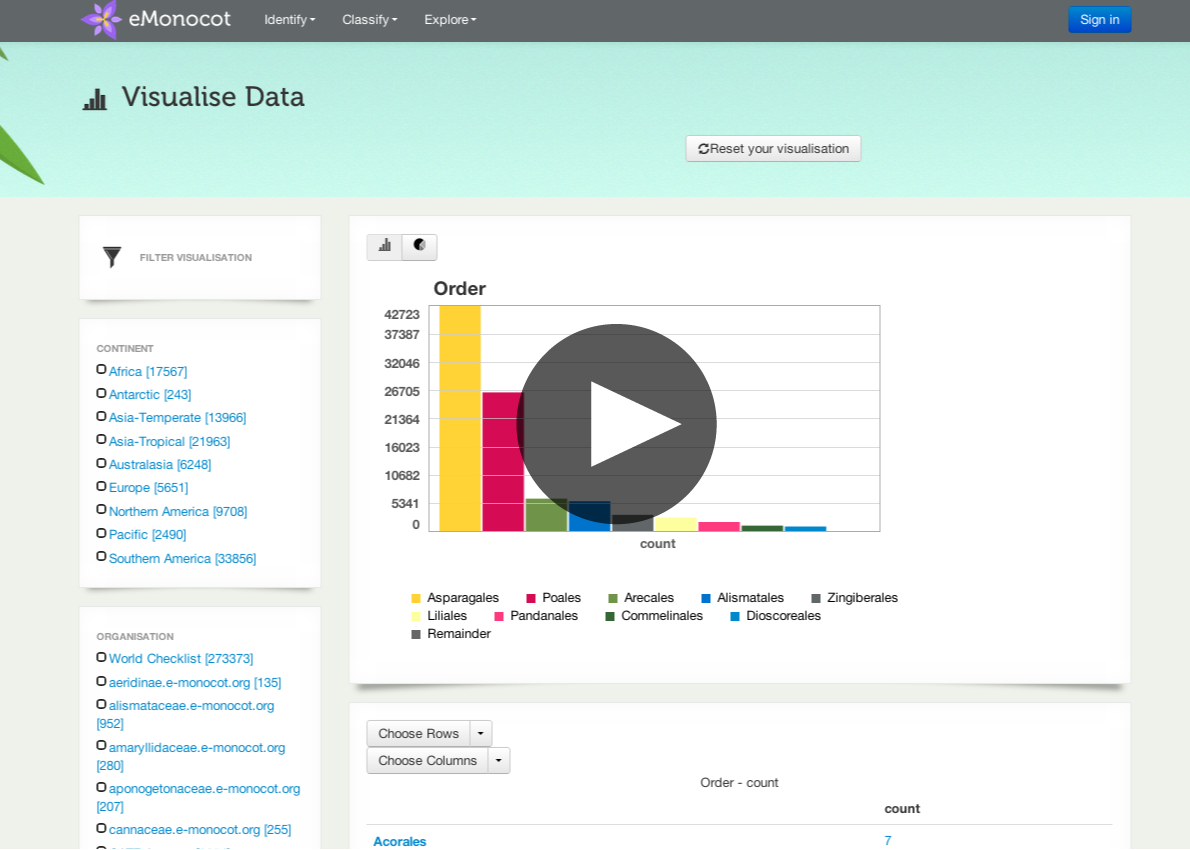 eMonocot Identify Classify Explore Sign in
Visualise Data
Reset your visualisation
FILTER VISUALISATION
CONTINENT
Africa [17567]
Antarctic [243]
Asia-Temperate [13966]
Asia-Tropical [21963]
Australasia [6248]
Europe [5651]
Northern America [9708]
Pacific [2490]
Southern America [33856]
ORGANISATION
World Checklist [273373]
aeridinae.e-monocot.org [135]
alismataceae.e-monocot.org
[952]
amaryllidaceae.e-monocot.org
[280]
aponogetonaceae.e-monocot.org
[207]
cannaceae.e-monocot.org [255]
Order
42723
37387
32046
26705
21364
16023
10682
5341
0
count
Asparagales Poales Arecales Alismatales Zingiberales
Liliales Pandanales Commelinales Dioscoreales
Remainder
Choose Rows
Choose Columns
Order - count
count
Acorales 7